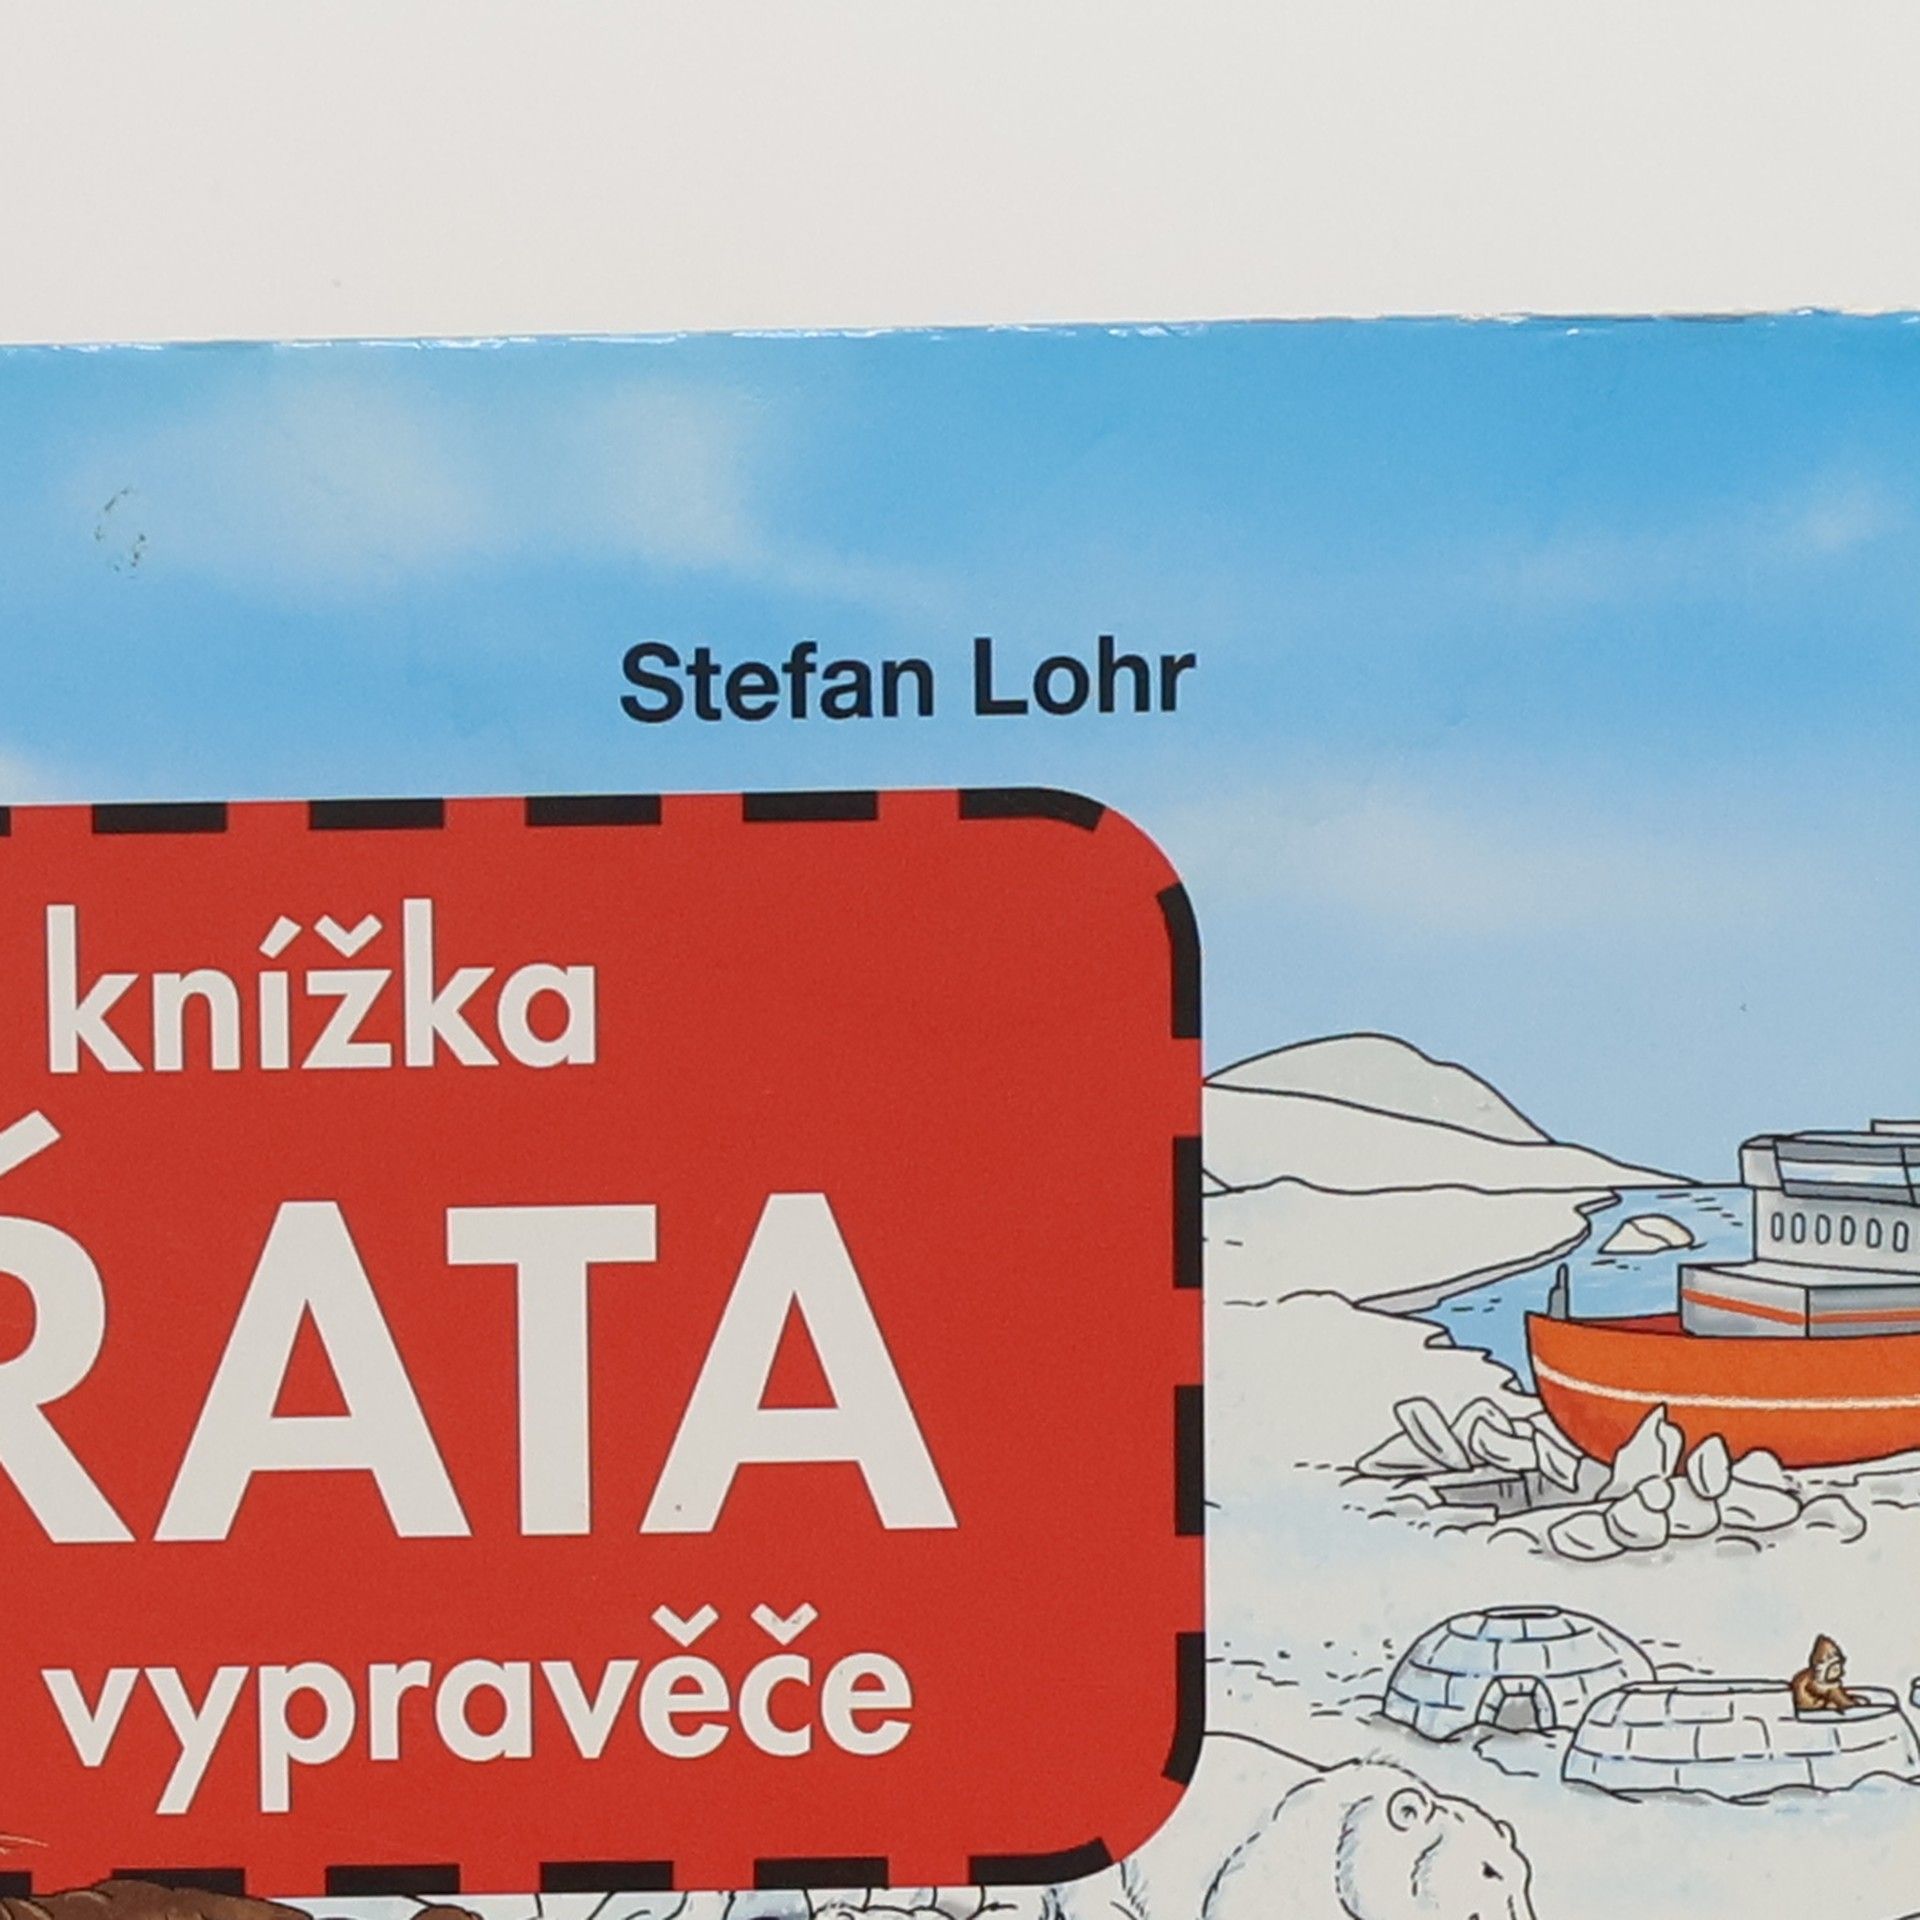 Stefan Lohr
knížka
ŘATA
vypravěče